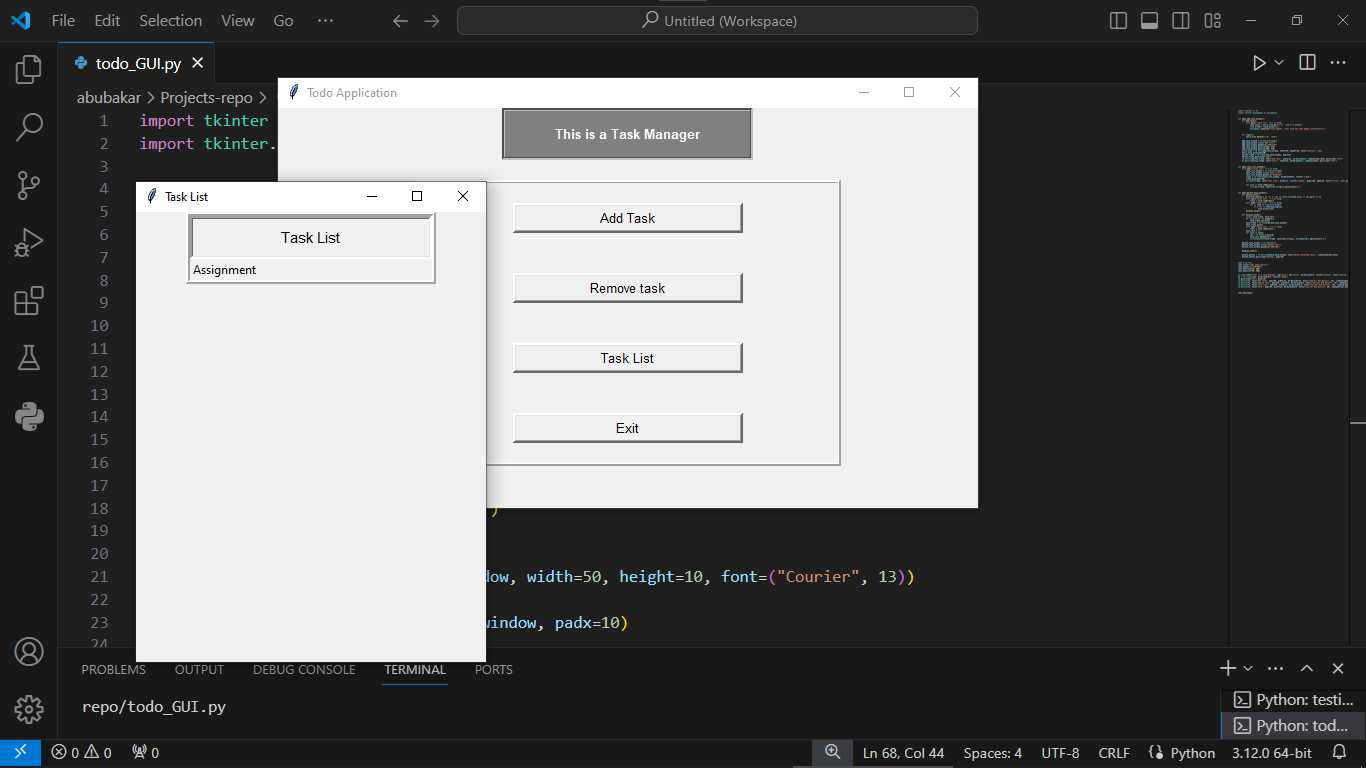 File Edit Selection View Go ··· Untitled (Workspace)
todo_GUI.py
abubakar > Projects-repo >
Todo Application
This is a Task Manager
Add Task
Remove task
Task List
Exit
Task List
Task List
Assignment
1 import tkinter
2 import tkinter.
3
4
5
6
7
8
9
10
11
12
13
14
15
16
17
18 )
19
20
21 dow, width=50, height=10, font=("Courier", 13))
22
23 window, padx=10)
24
PROBLEMS OUTPUT DEBUG CONSOLE TERMINAL PORTS
repo/todo_GUI.py
Python: testi...
Python: tod...
0 0 0 Ln 68, Col 44 Spaces: 4 UTF-8 CRLF Python 3.12.0 64-bit